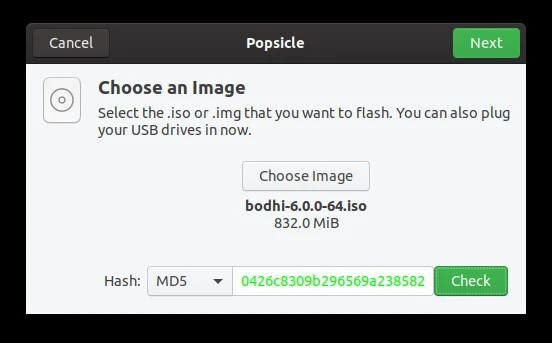 Cancel
Popsicle
Next
Choose an Image
Select the .iso or .img that you want to flash. You can also plug
your USB drives in now.
Choose Image
bodhi-6.0.0-64.iso
832.0 MiB
Hash:
MD5
0426c8309b296569a238582
Check